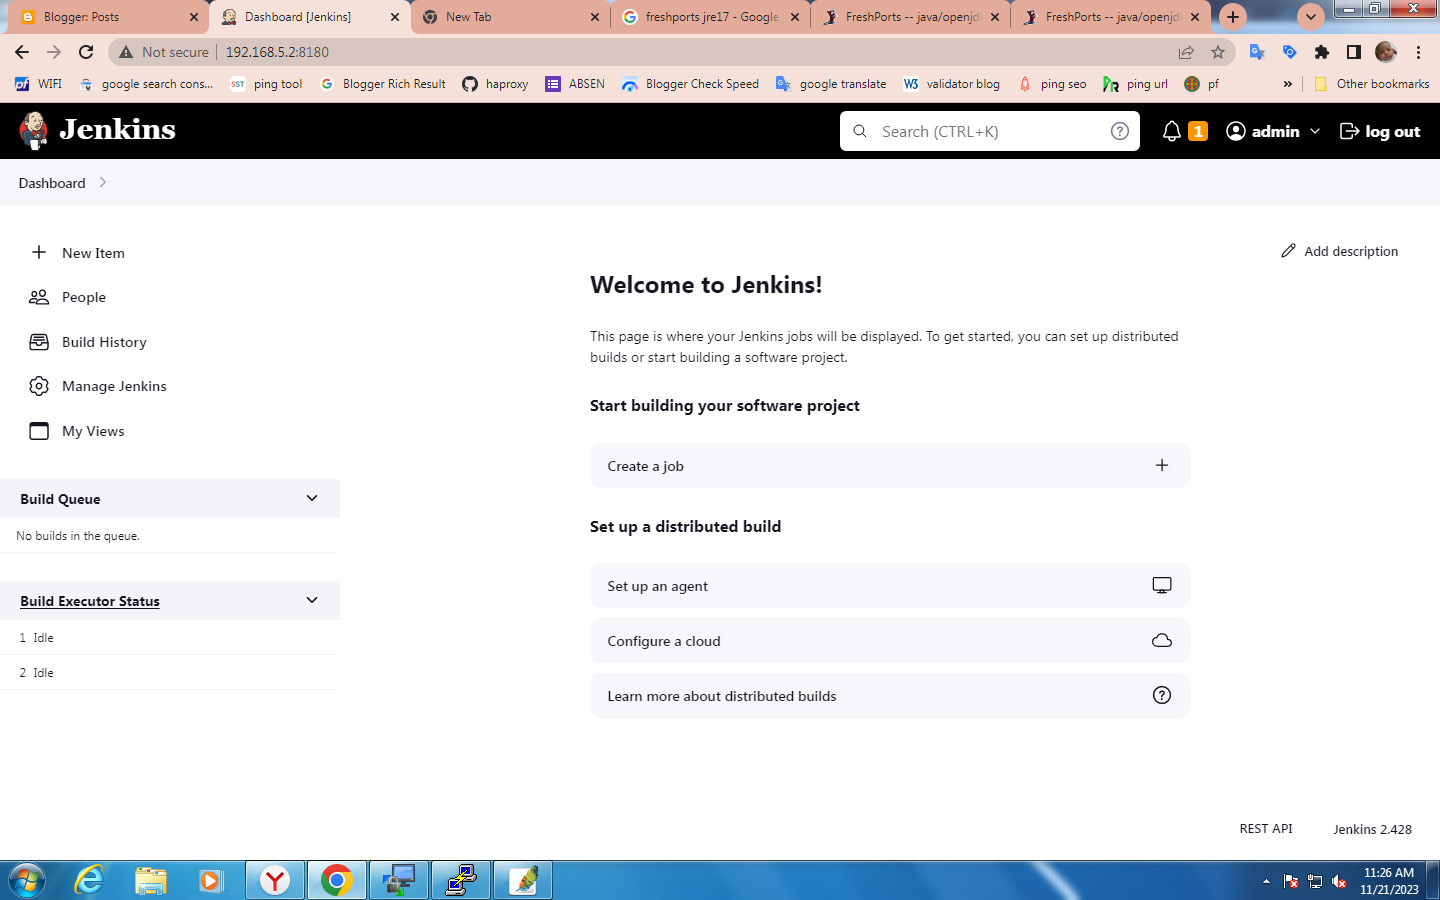 Blogger: Posts
Dashboard [Jenkins]
New Tab
freshports jre17 - Google
FreshPorts -- java/openjd
FreshPorts -- java/openjd
Not secure
192.168.5.2:8180
WIFI
google search cons...
ping tool
Blogger Rich Result
haproxy
ABSEN
Blogger Check Speed
google translate
validator blog
ping seo
ping url
pf
»
Other bookmarks
Jenkins
Search (CTRL+K)
1
admin
log out
Dashboard
New Item
People
Build History
Manage Jenkins
My Views
Build Queue
No builds in the queue.
Build Executor Status
1 Idle
2 Idle
Add description
Welcome to Jenkins!
This page is where your Jenkins jobs will be displayed. To get started, you can set up distributed
builds or start building a software project.
Start building your software project
Create a job
Set up a distributed build
Set up an agent
Configure a cloud
Learn more about distributed builds
REST API
Jenkins 2.428
11:26 AM
11/21/2023